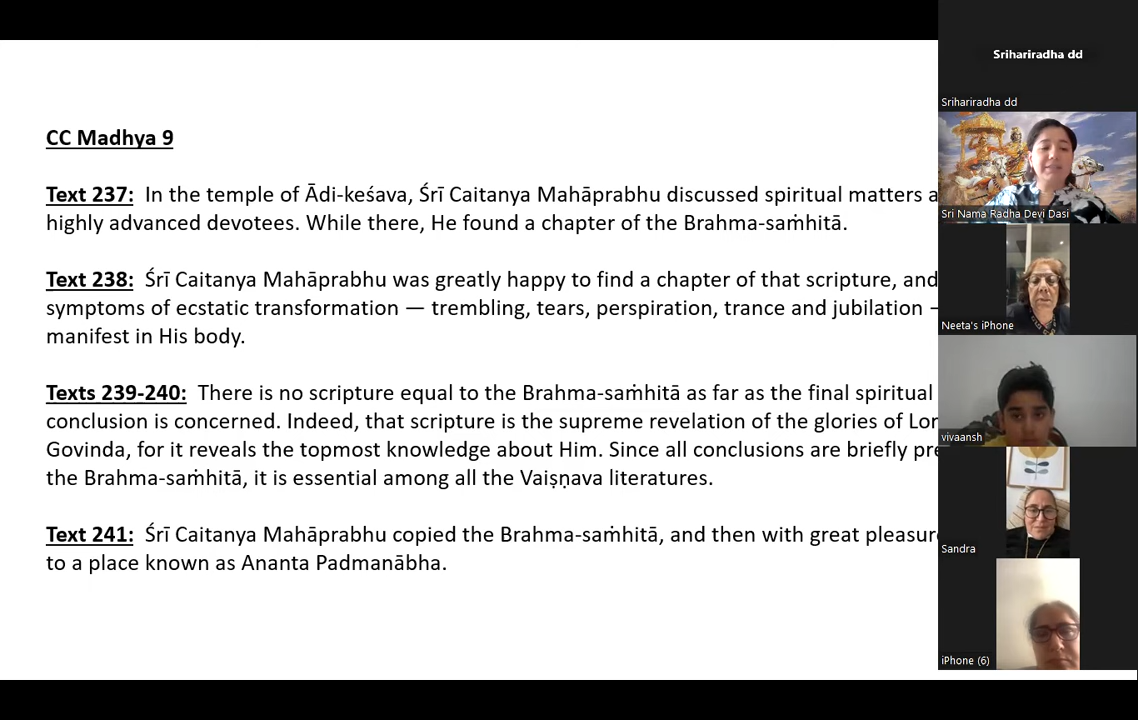 CC Madhya 9
Text 237: In the temple of Ādi-keśava, Śrī Caitanya Mahāprabhu discussed spiritual matters a
highly advanced devotees. While there, He found a chapter of the Brahma-saṁhitā.
Text 238: Śrī Caitanya Mahāprabhu was greatly happy to find a chapter of that scripture, and
symptoms of ecstatic transformation — trembling, tears, perspiration, trance and jubilation –
manifest in His body.
Texts 239-240: There is no scripture equal to the Brahma-saṁhitā as far as the final spiritual
conclusion is concerned. Indeed, that scripture is the supreme revelation of the glories of Lor
Govinda, for it reveals the topmost knowledge about Him. Since all conclusions are briefly pre
the Brahma-saṁhitā, it is essential among all the Vaiṣṇava literatures.
Text 241: Śrī Caitanya Mahāprabhu copied the Brahma-saṁhitā, and then with great pleasur
to a place known as Ananta Padmanābha.
Srihariradha dd
Srihariradha dd
Sri Nama Radha Devi Dasi
Neeta's iPhone
vivaansh
Sandra
iPhone (6)